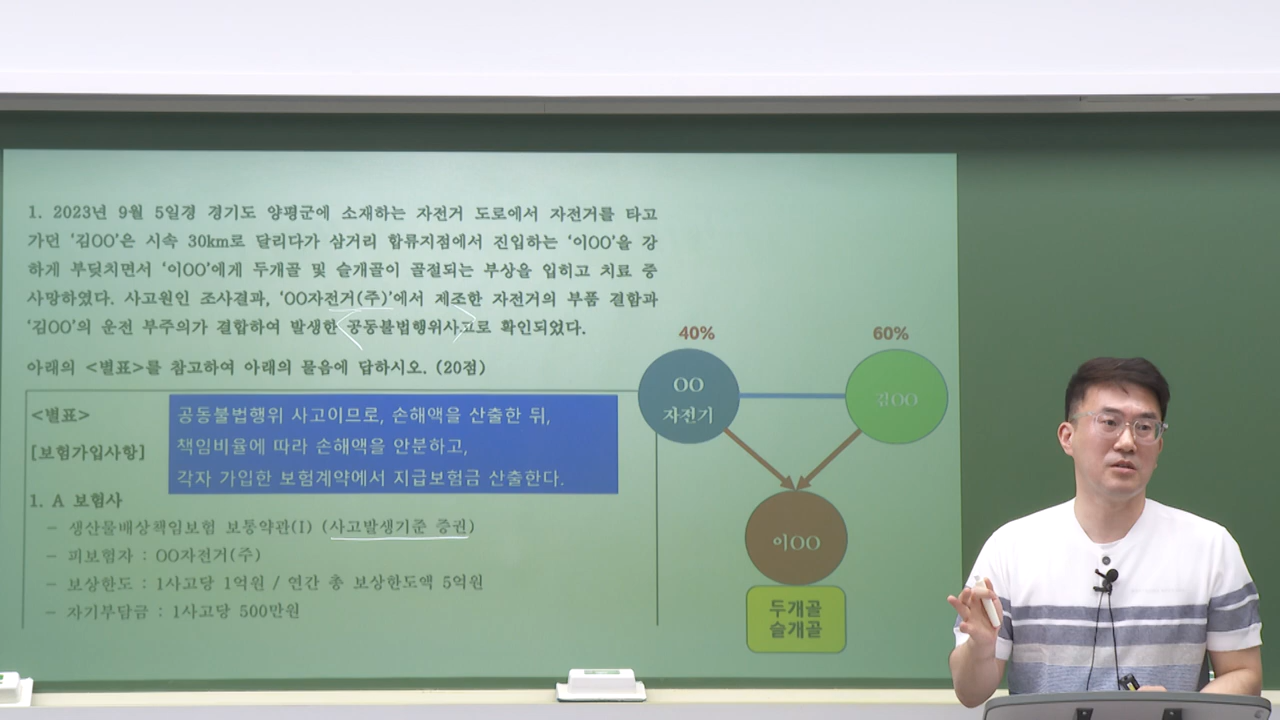 1. 2023년 9월 5일경 경기도 양평군에 소재하는 자전거 도로에서 자전거를 타고
가던 ‘김OO’은 시속 30km로 달리다가 삼거리 합류지점에서 진입하는 ‘이OO’을 강
하게 부딪치면서 ‘이OO’에게 두개골 및 슬개골이 골절되는 부상을 입히고 치료 중
사망하였다. 사고원인 조사결과, ‘OO자전거(주)’에서 제조한 자전거의 부품 결함과
‘김OO’의 운전 부주의가 결합하여 발생한 공동불법행위사고로 확인되었다.
아래의 <별표>를 참고하여 아래의 물음에 답하시오. (20점)
<별표>
공동불법행위 사고이므로, 손해액을 산출한 뒤,
책임비율에 따라 손해액을 안분하고,
각자 가입한 보험계약에서 지급보험금 산출한다.
[보험가입사항]
1. A 보험사
- 생산물배상책임보험 보통약관(I) (사고발생기준 증권)
- 피보험자 : OO자전거(주)
- 보상한도 : 1사고당 1억원 / 연간 총 보상한도액 5억원
- 자기부담금 : 1사고당 500만원
40%
60%
OO
자전기
김OO
이OO
두개골
슬개골